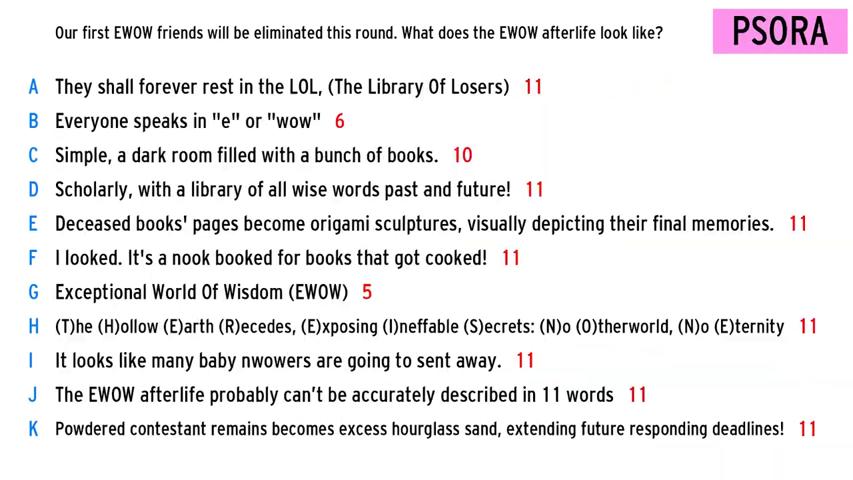 Our first EWOW friends will be eliminated this round. What does the EWOW afterlife look like?
PSORA
A They shall forever rest in the LOL, (The Library Of Losers) 11
B Everyone speaks in "e" or "wow" 6
C Simple, a dark room filled with a bunch of books. 10
D Scholarly, with a library of all wise words past and future! 11
E Deceased books' pages become origami sculptures, visually depicting their final memories. 11
F I looked. It's a nook booked for books that got cooked! 11
G Exceptional World Of Wisdom (EWOW) 5
H (T)he (H)ollow (E)arth (R)ecedes, (E)xposing (I)neffable (S)ecrets: (N)o (O)therworld, (N)o (E)ternity 11
I It looks like many baby nwowers are going to sent away. 11
J The EWOW afterlife probably can't be accurately described in 11 words 11
K Powdered contestant remains becomes excess hourglass sand, extending future responding deadlines! 11